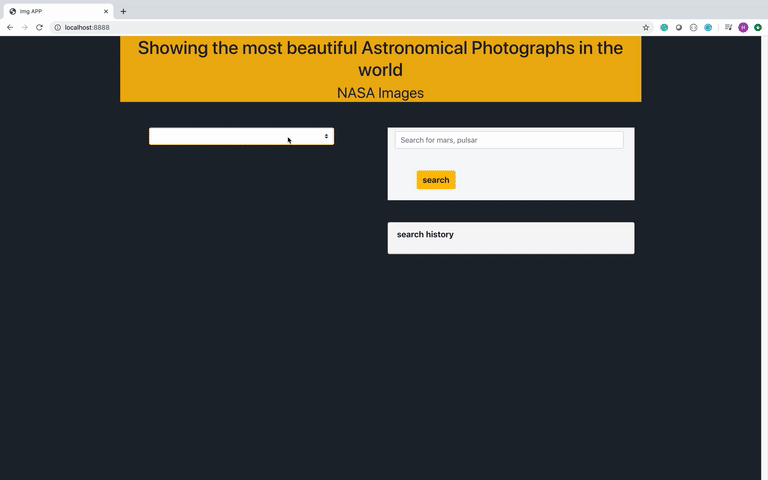 Img APP
localhost:8888
H
Showing the most beautiful Astronomical Photographs in the
world
NASA Images
Search for mars, pulsar
search
search history